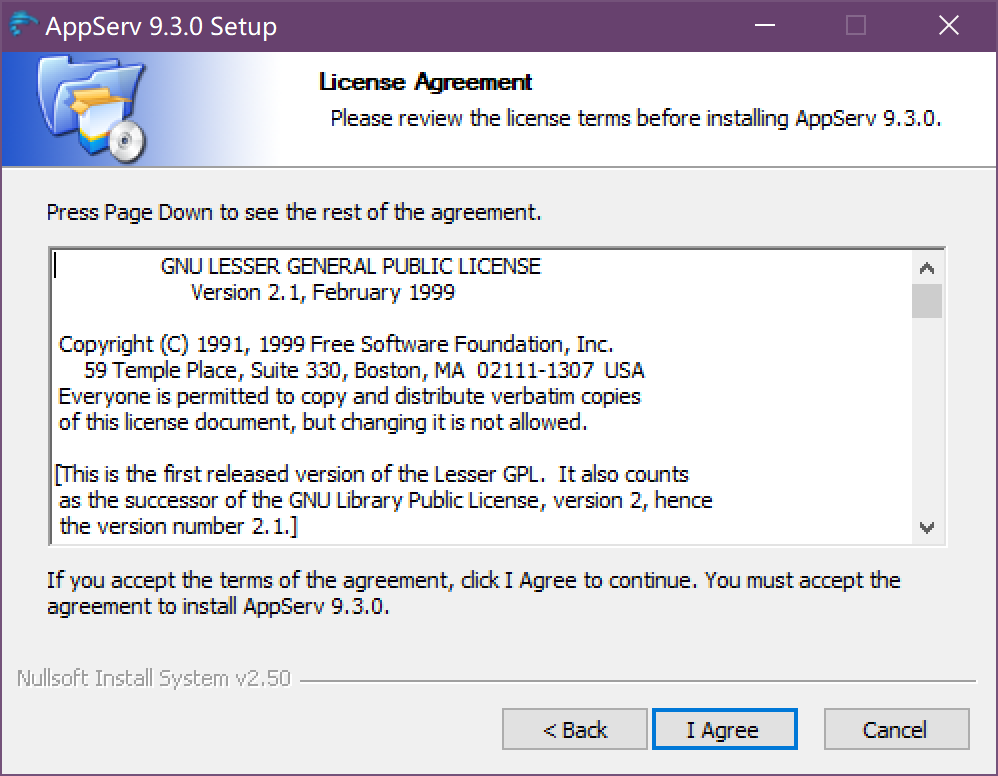 AppServ 9.3.0 Setup
License Agreement
Please review the license terms before installing AppServ 9.3.0.
Press Page Down to see the rest of the agreement.
GNU LESSER GENERAL PUBLIC LICENSE
Version 2.1, February 1999
Copyright (C) 1991, 1999 Free Software Foundation, Inc.
59 Temple Place, Suite 330, Boston, MA  02111-1307  USA
Everyone is permitted to copy and distribute verbatim copies
of this license document, but changing it is not allowed.
[This is the first released version of the Lesser GPL.  It also counts
as the successor of the GNU Library Public License, version 2, hence
the version number 2.1.]
If you accept the terms of the agreement, click I Agree to continue. You must accept the
agreement to install AppServ 9.3.0.
Nullsoft Install System v2.50
< Back
I Agree
Cancel